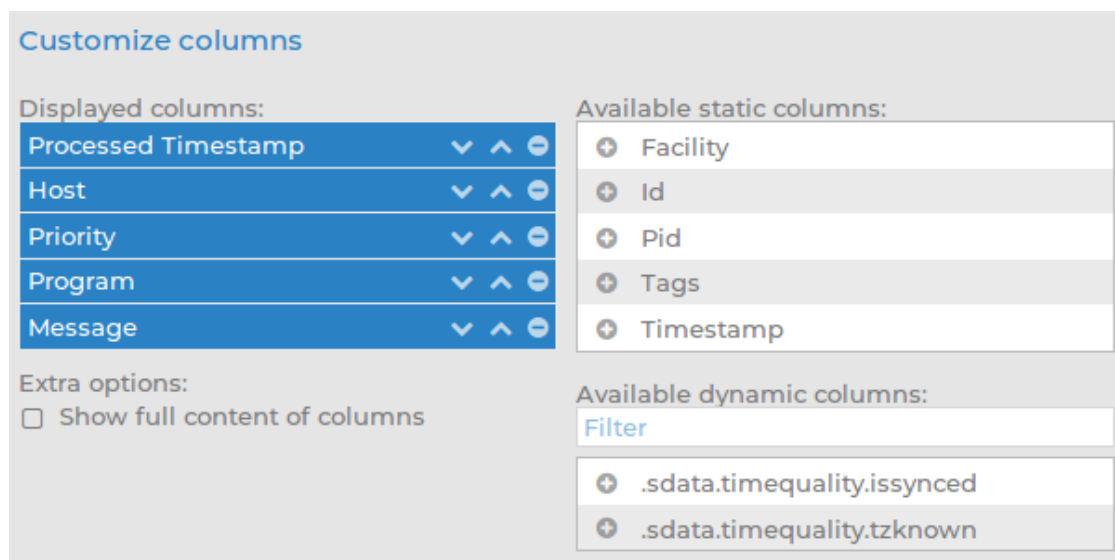 Customize columns
Displayed columns:
Processed Timestamp
Host
Priority
Program
Message
Extra options:
Show full content of columns
Available static columns:
Facility
Id
Pid
Tags
Timestamp
Available dynamic columns:
Filter
.sdata.timequality.issynced
.sdata.timequality.tzknown